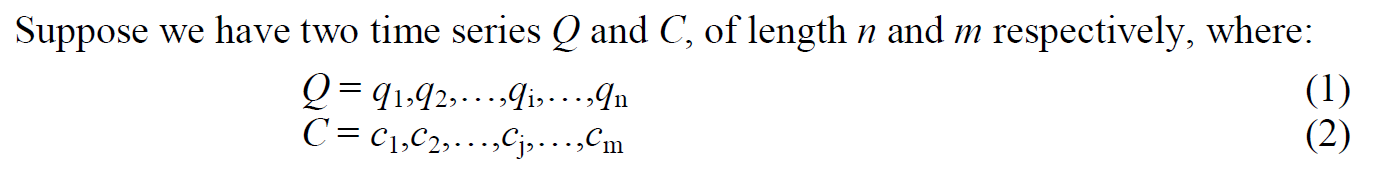 Suppose we have two time series Q and C, of length n and m respectively, where:
Q = q1,q2,…,qi,…,qn (1)
C = c1,c2,…,cj,…,cm (2)